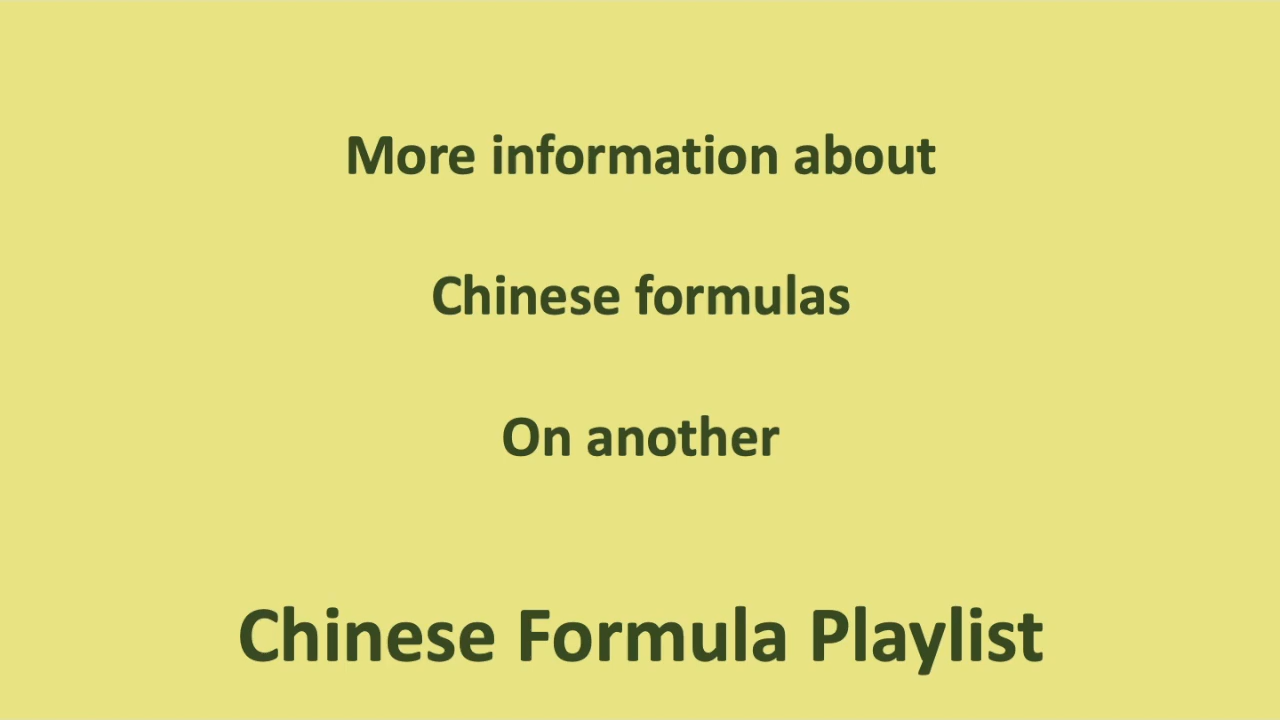 More information about
Chinese formulas
On another
Chinese Formula Playlist